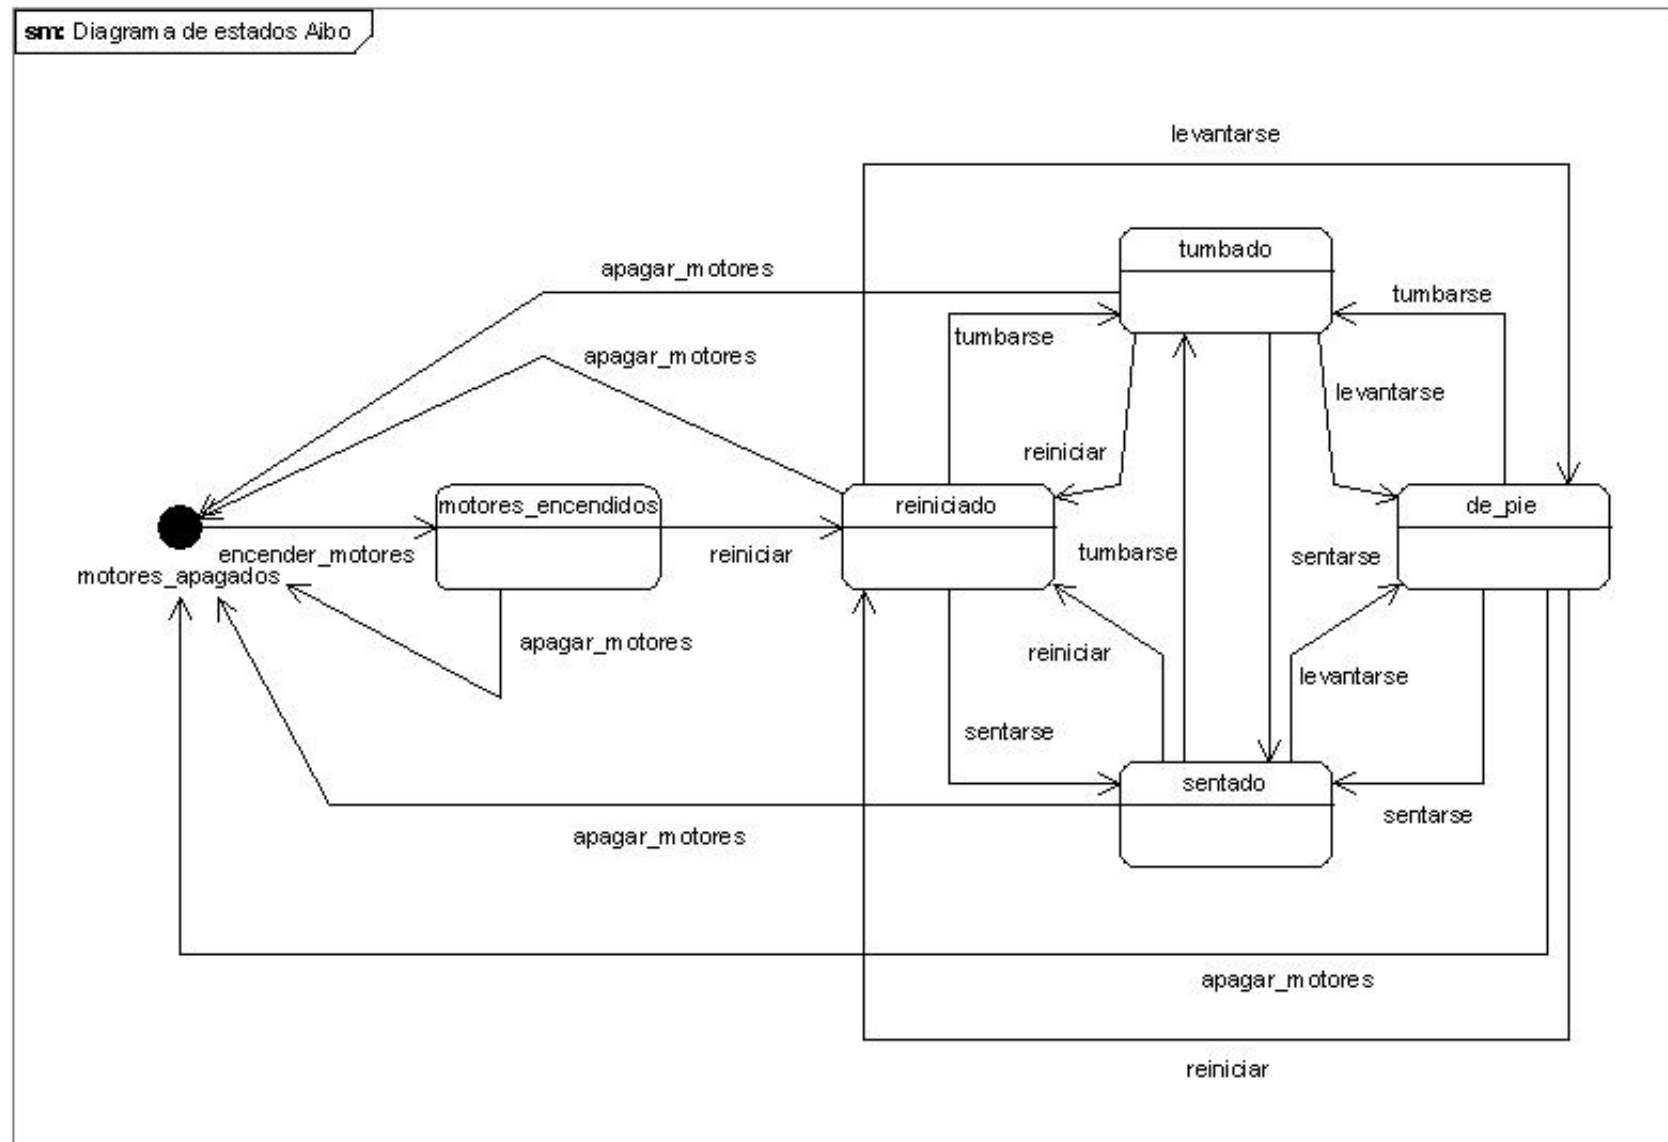 sm: Diagrama de estados Aibo
levantarse
tumbado
apagar_motores
tumbarse
tumbarse
apagar_motores
levantarse
reiniciar
motores_encendidos
reiniciado
de_pie
encender_motores
reiniciar
tumbarse
sentarse
motores_apagados
apagar_motores
reiniciar
levantarse
sentarse
sentado
sentarse
apagar_motores
apagar_motores
reiniciar